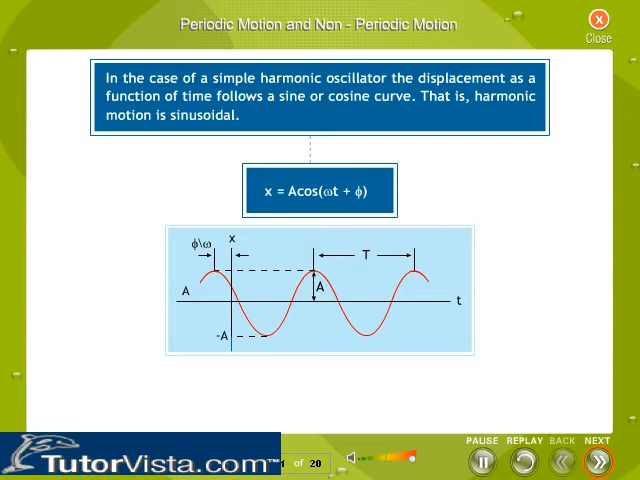 Periodic Motion and Non - Periodic Motion
X
Close
In the case of a simple harmonic oscillator the displacement as a
function of time follows a sine or cosine curve. That is, harmonic
motion is sinusoidal.
x = Acos(ωt + ϕ)
ϕ\ω
x
T
A
A
t
-A
PAUSE REPLAY BACK NEXT
TutorVista.com
1 of 20